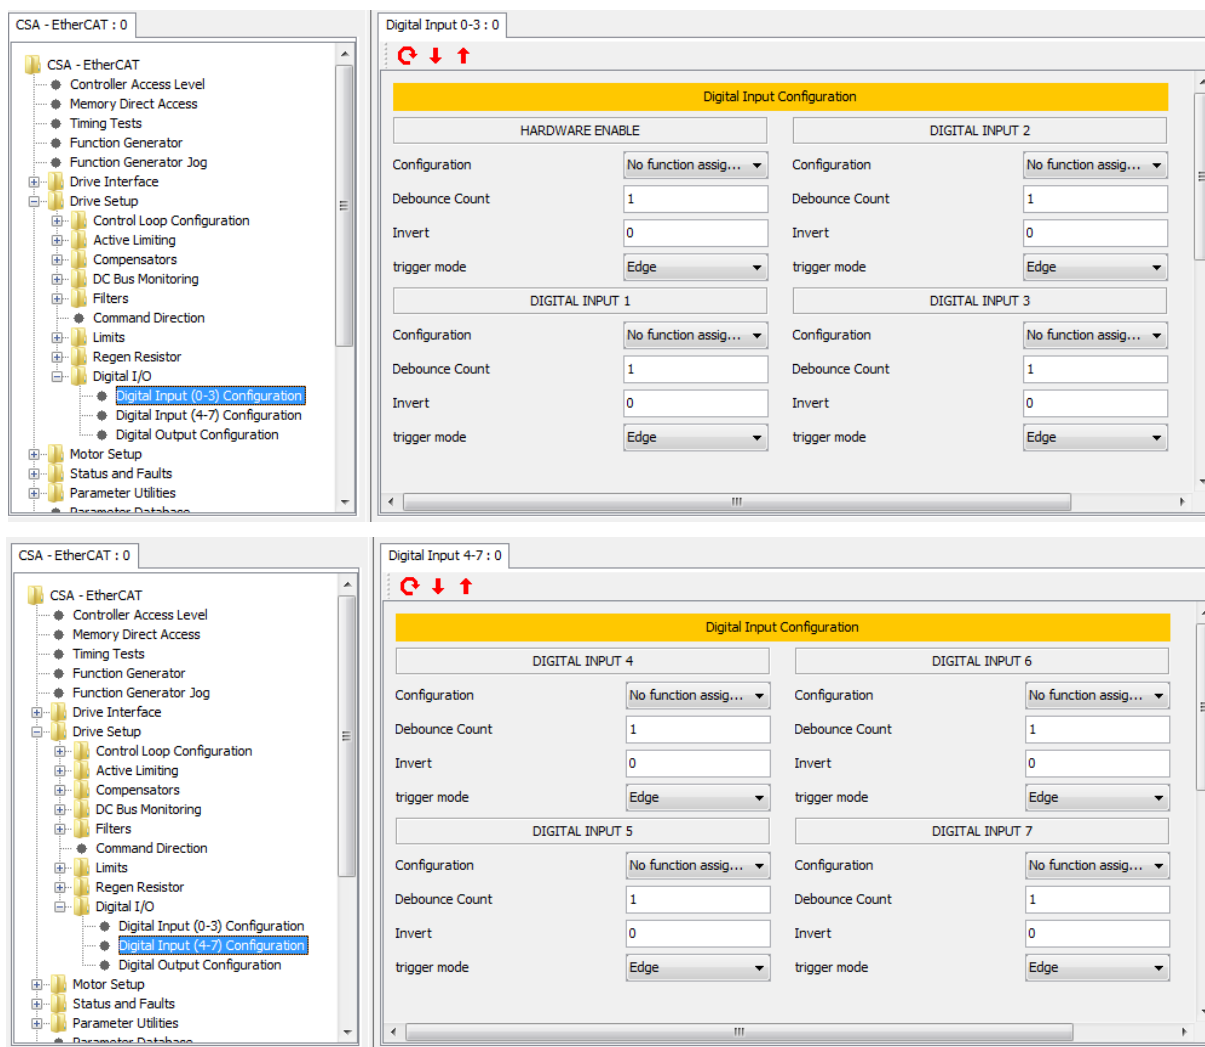 CSA - EtherCAT : 0
CSA - EtherCAT
Controller Access Level
Memory Direct Access
Timing Tests
Function Generator
Function Generator Jog
Drive Interface
Drive Setup
Control Loop Configuration
Active Limiting
Compensators
DC Bus Monitoring
Filters
Command Direction
Limits
Regen Resistor
Digital I/O
Digital Input (0-3) Configuration
Digital Input (4-7) Configuration
Digital Output Configuration
Motor Setup
Status and Faults
Parameter Utilities
Parameter Database
Digital Input 0-3 : 0
Digital Input Configuration
HARDWARE ENABLE
Configuration No function assig...
Debounce Count 1
Invert 0
trigger mode Edge
DIGITAL INPUT 1
Configuration No function assig...
Debounce Count 1
Invert 0
trigger mode Edge
DIGITAL INPUT 2
Configuration No function assig...
Debounce Count 1
Invert 0
trigger mode Edge
DIGITAL INPUT 3
Configuration No function assig...
Debounce Count 1
Invert 0
trigger mode Edge
CSA - EtherCAT : 0
CSA - EtherCAT
Controller Access Level
Memory Direct Access
Timing Tests
Function Generator
Function Generator Jog
Drive Interface
Drive Setup
Control Loop Configuration
Active Limiting
Compensators
DC Bus Monitoring
Filters
Command Direction
Limits
Regen Resistor
Digital I/O
Digital Input (0-3) Configuration
Digital Input (4-7) Configuration
Digital Output Configuration
Motor Setup
Status and Faults
Parameter Utilities
Parameter Database
Digital Input 4-7 : 0
Digital Input Configuration
DIGITAL INPUT 4
Configuration No function assig...
Debounce Count 1
Invert 0
trigger mode Edge
DIGITAL INPUT 5
Configuration No function assig...
Debounce Count 1
Invert 0
trigger mode Edge
DIGITAL INPUT 6
Configuration No function assig...
Debounce Count 1
Invert 0
trigger mode Edge
DIGITAL INPUT 7
Configuration No function assig...
Debounce Count 1
Invert 0
trigger mode Edge